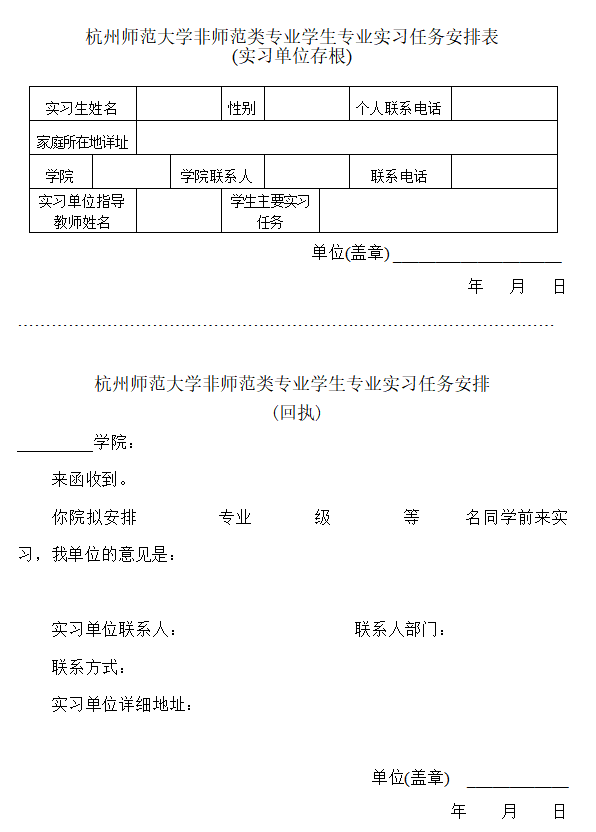 杭州师范大学非师范类专业学生专业实习任务安排表
(实习单位存根)
实习生姓名 性别 个人联系电话
家庭所在地详址
学院 学院联系人 联系电话
实习单位指导 学生主要实习
教师姓名 任务
单位(盖章) ____________________
年 月 日
杭州师范大学非师范类专业学生专业实习任务安排
(回执)
_________学院：
来函收到。
你院拟安排 专业 级 等 名同学前来实
习，我单位的意见是：
实习单位联系人： 联系人部门：
联系方式：
实习单位详细地址：
单位(盖章) ____________
年 月 日